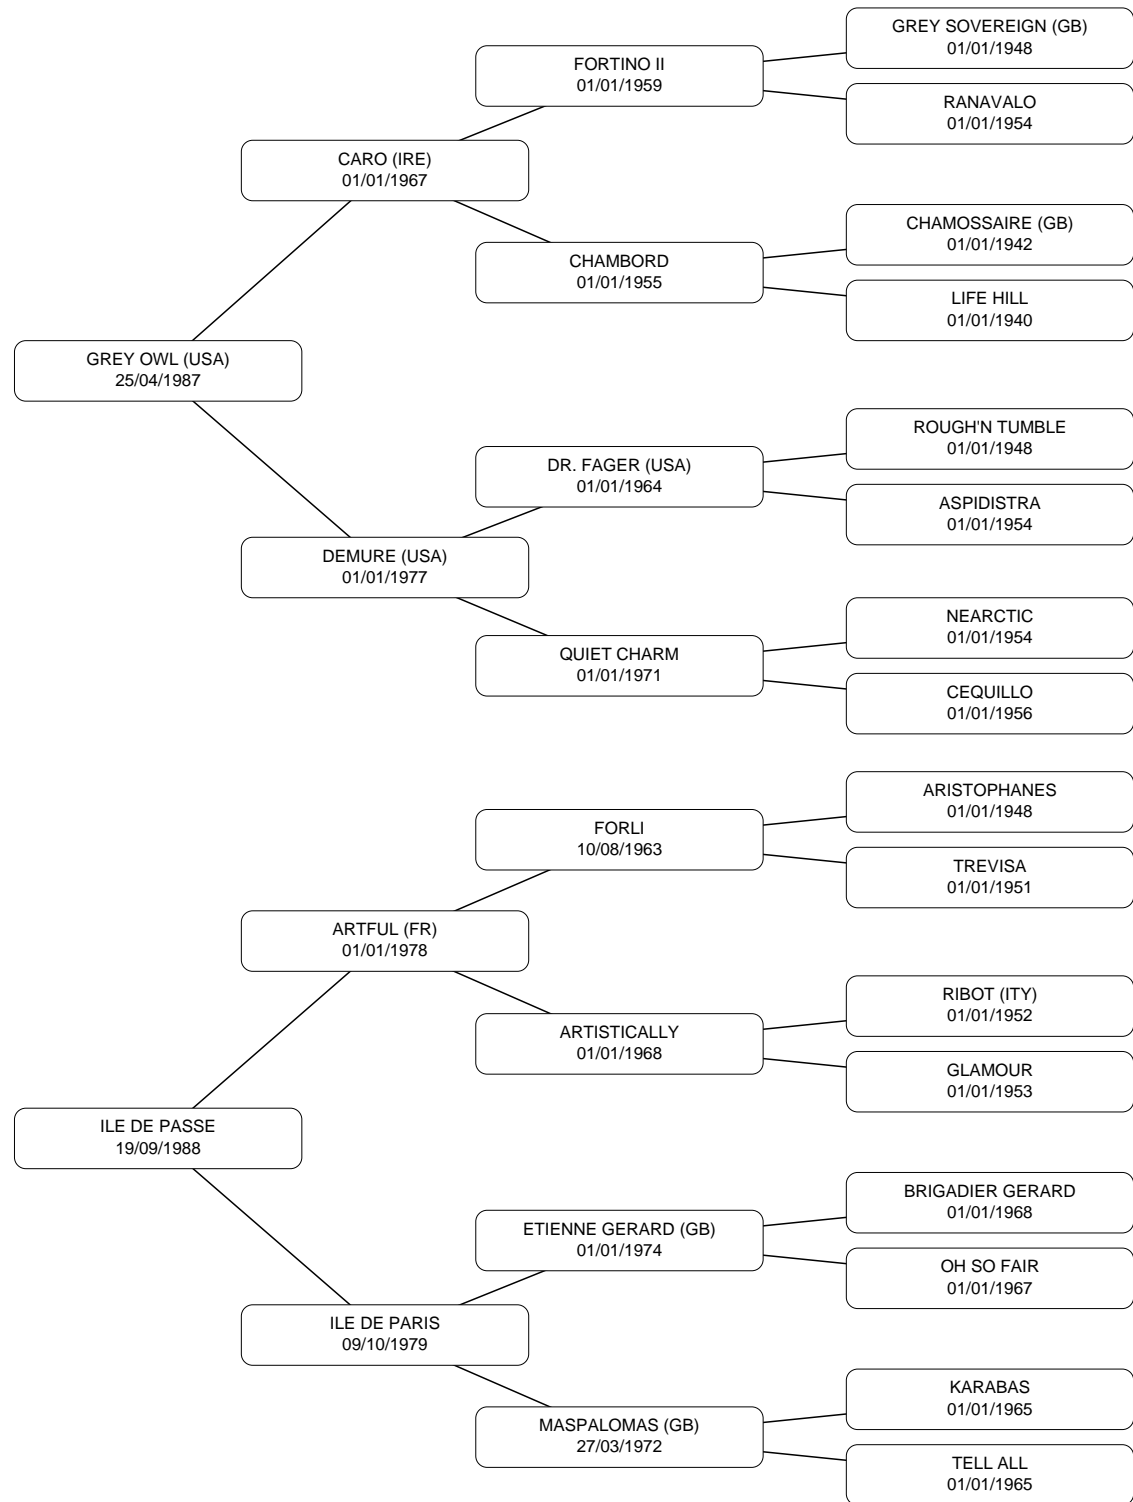 GREY SOVEREIGN (GB)
01/01/1948
FORTINO II
01/01/1959
RANAVALO
01/01/1954
CARO (IRE)
01/01/1967
CHAMOSSAIRE (GB)
01/01/1942
CHAMBORD
01/01/1955
LIFE HILL
01/01/1940
GREY OWL (USA)
25/04/1987
ROUGH'N TUMBLE
01/01/1948
DR. FAGER (USA)
01/01/1964
ASPIDISTRA
01/01/1954
DEMURE (USA)
01/01/1977
NEARCTIC
01/01/1954
QUIET CHARM
01/01/1971
CEQUILLO
01/01/1956
ARISTOPHANES
01/01/1948
FORLI
10/08/1963
TREVISA
01/01/1951
ARTFUL (FR)
01/01/1978
RIBOT (ITY)
01/01/1952
ARTISTICALLY
01/01/1968
GLAMOUR
01/01/1953
ILE DE PASSE
19/09/1988
BRIGADIER GERARD
01/01/1968
ETIENNE GERARD (GB)
01/01/1974
OH SO FAIR
01/01/1967
ILE DE PARIS
09/10/1979
KARABAS
01/01/1965
MASPALOMAS (GB)
27/03/1972
TELL ALL
01/01/1965